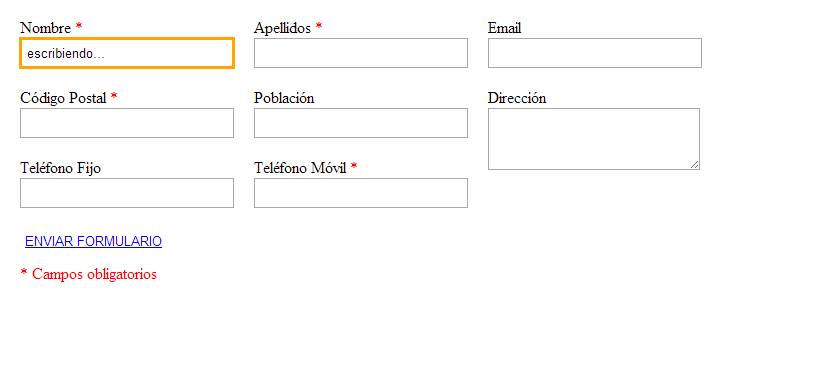 Nombre * Apellidos * Email
escribiendo...
Código Postal * Población Dirección
Teléfono Fijo Teléfono Móvil *
ENVIAR FORMULARIO
* Campos obligatorios